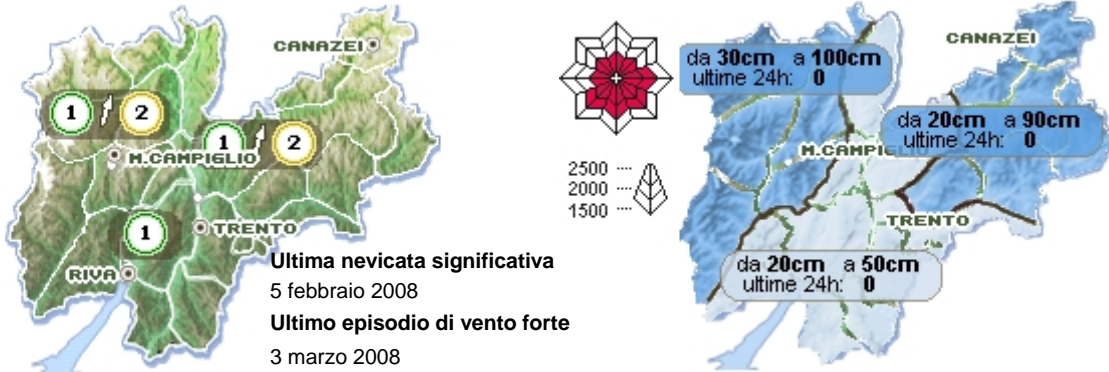 CANAZEI
1 2
1 2
M.CAMPIGLIO
1
TRENTO
RIVA
Ultima nevicata significativa
5 febbraio 2008
Ultimo episodio di vento forte
3 marzo 2008
2500
2000
1500
CANAZEI
da 30cm a 100cm
ultime 24h: 0
da 20cm a 90cm
ultime 24h: 0
M.CAMPIG
TRENTO
da 20cm a 50cm
ultime 24h: 0